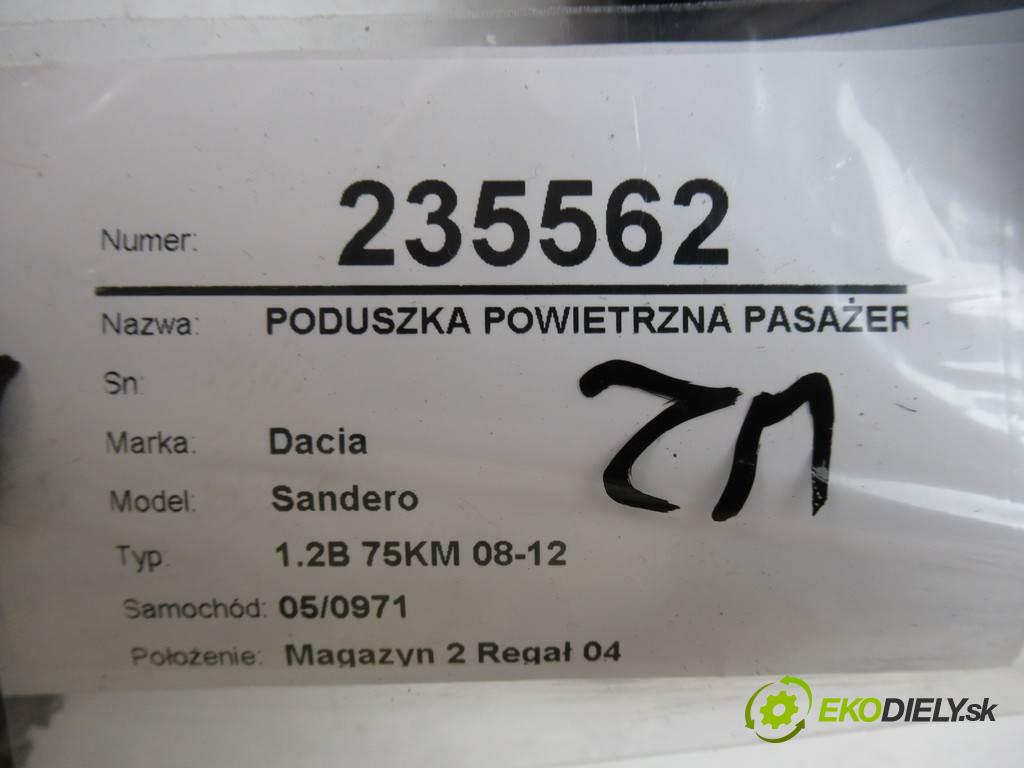 Numer: 235562
Nazwa: PODUSZKA POWIETRZNA PASAŻER
Sn:
Marka: Dacia
Model: Sandero
Typ: 1.2B 75KM 08-12
Samochód: 05/0971
Położenie: Magazyn 2 Regał 04
EKODIELY.sk